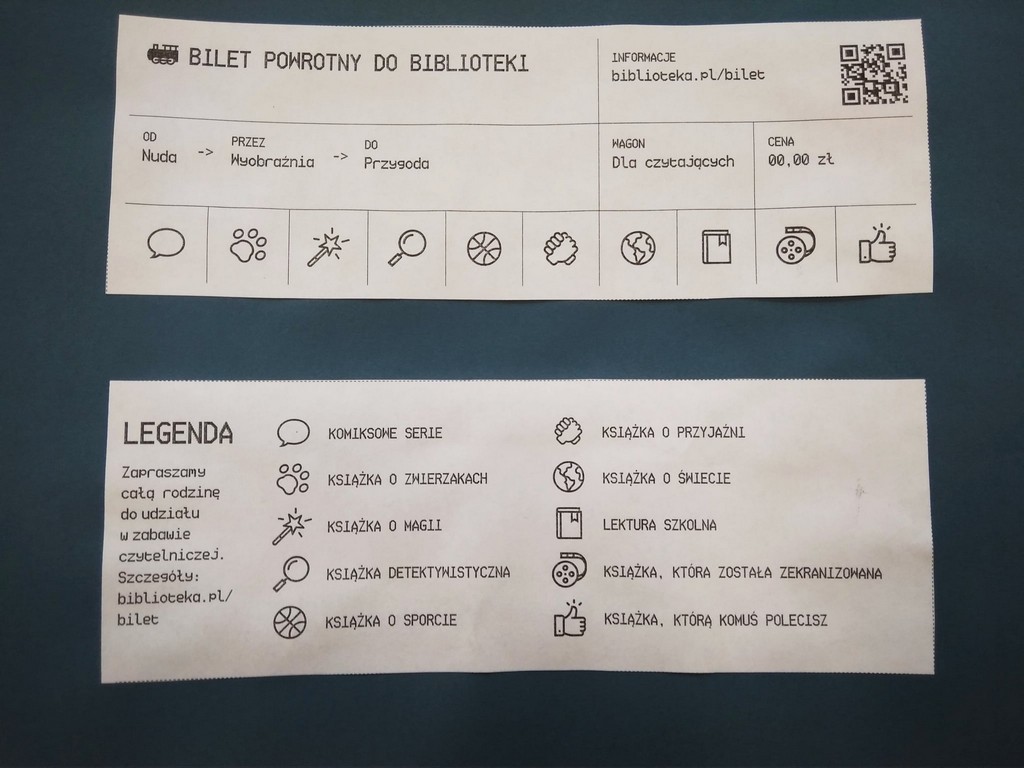 BILET POWROTNY DO BIBLIOTEKI
INFORMACJE
biblioteka.pl/bilet
OD
Nuda
->
PRZEZ
Wyobraźnia
->
DO
Przygoda
WAGON
Dla czytających
CENA
00,00 zł
LEGENDA
Zapraszamy
całą rodzinę
do udziału
w zabawie
czytelniczej.
Szczegóły:
biblioteka.pl/
bilet
KOMIKSOWE SERIE
KSIĄŻKA O ZWIERZAKACH
KSIĄŻKA O MAGII
KSIĄŻKA DETEKTYWISTYCZNA
KSIĄŻKA O SPORCIE
KSIĄŻKA O PRZYJAŹNI
KSIĄŻKA O ŚWIECIE
LEKTURA SZKOLNA
KSIĄŻKA, KTÓRA ZOSTAŁA ZEKRANIZOWANA
KSIĄŻKA, KTÓRĄ KOMUŚ POLECISZ